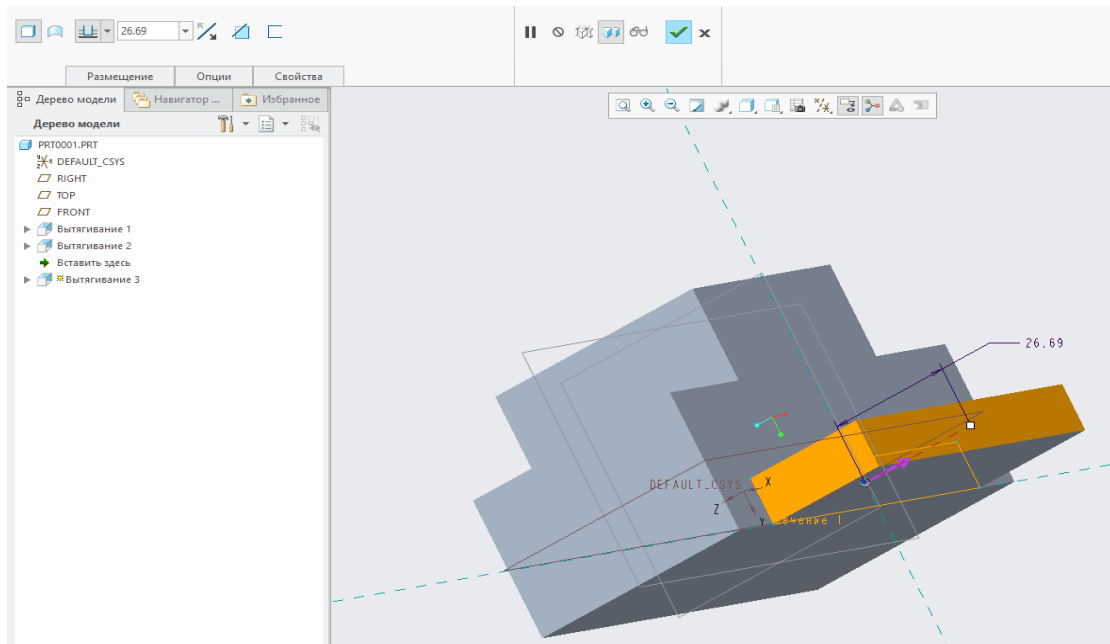 26.69
Размещение Опции Свойства
Дерево модели Навигатор ... Избранное
Дерево модели
PRT0001.PRT
DEFAULT_CSYS
RIGHT
TOP
FRONT
Вытягивание 1
Вытягивание 2
Вставить здесь
Вытягивание 3
26.69
DEFAULT_CSYS X
Z
Y